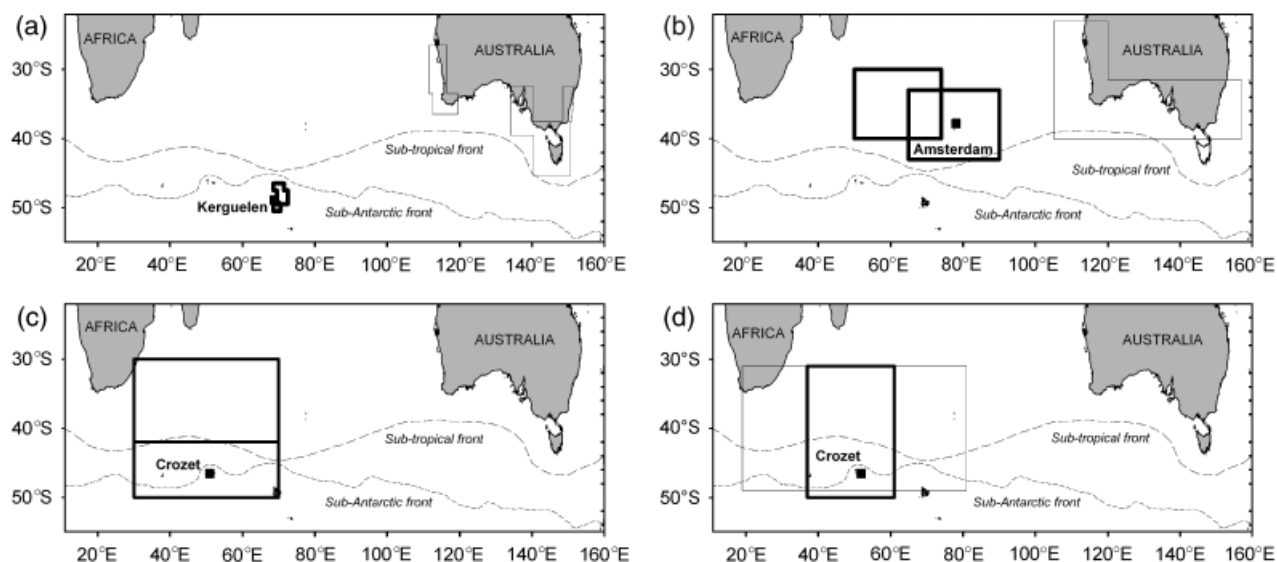 (a)
AFRICA
AUSTRALIA
30°S
40°S
Sub-tropical front
50°S
Kerguelen
Sub-Antarctic front
20°E 40°E 60°E 80°E 100°E 120°E 140°E 160°E
(b)
AFRICA
AUSTRALIA
30°S
40°S
Amsterdam
Sub-tropical front
50°S
Sub-Antarctic front
20°E 40°E 60°E 80°E 100°E 120°E 140°E 160°E
(c)
AFRICA
AUSTRALIA
30°S
40°S
Sub-tropical front
Crozet
50°S
Sub-Antarctic front
20°E 40°E 60°E 80°E 100°E 120°E 140°E 160°E
(d)
AFRICA
AUSTRALIA
30°S
40°S
Sub-tropical front
Crozet
50°S
Sub-Antarctic front
20°E 40°E 60°E 80°E 100°E 120°E 140°E 160°E